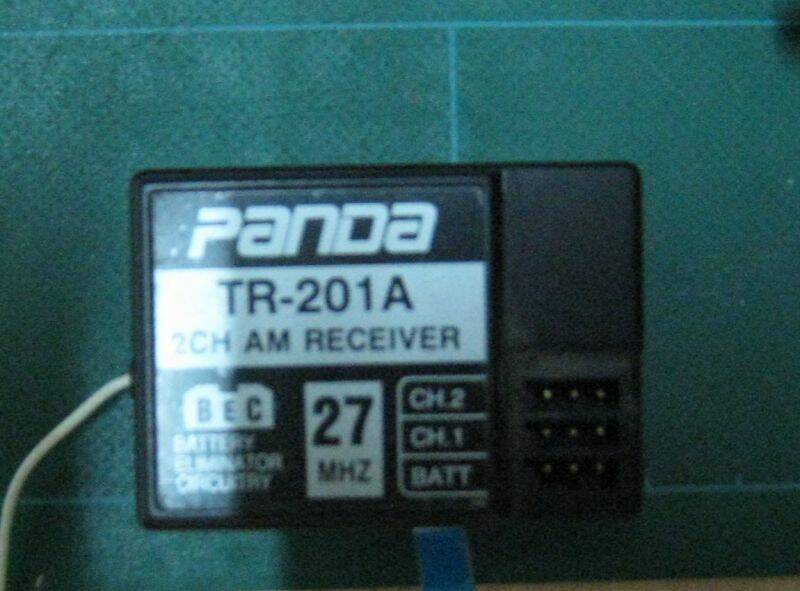 PANDA
TR-201A
2CH AM RECEIVER
BEC
BATTERY
ELIMINATOR
CIRCUITRY
27
MHZ
CH.2
CH.1
BATT